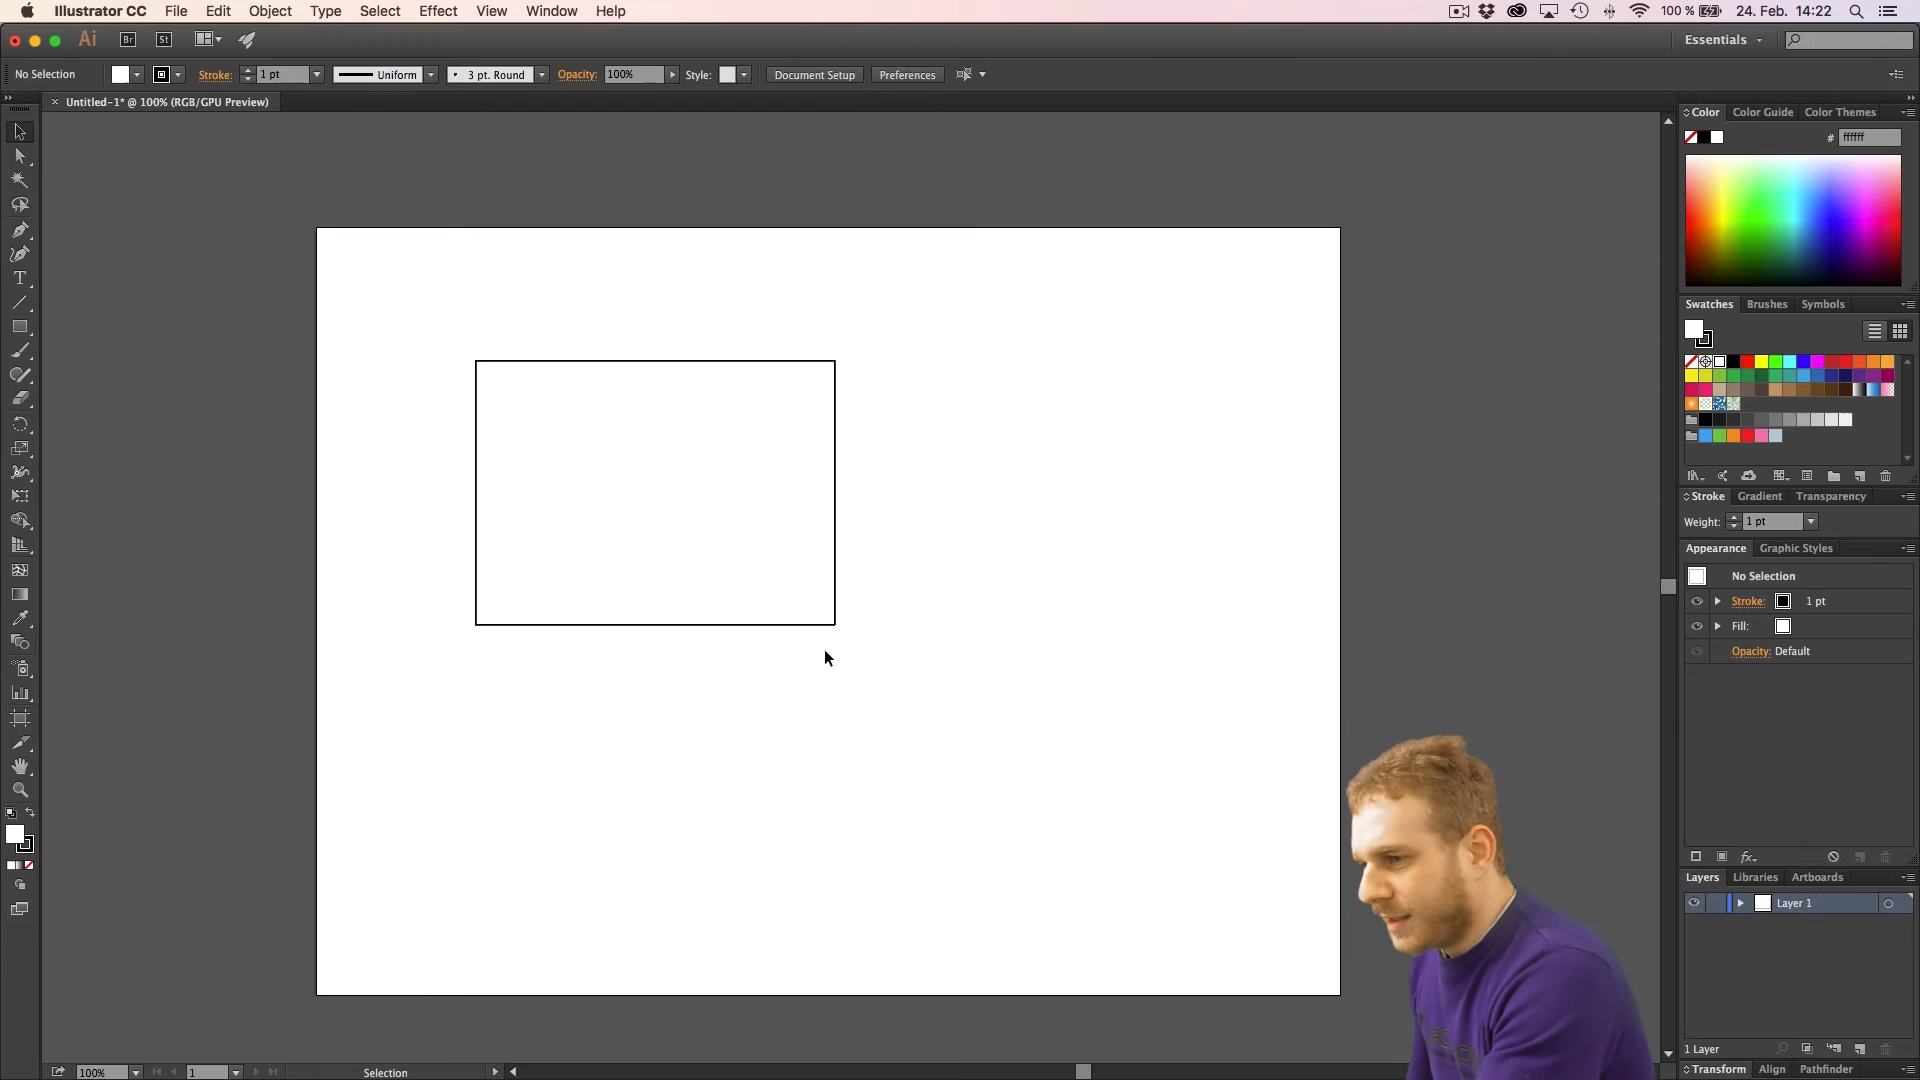 Illustrator CC File Edit Object Type Select Effect View Window Help 100 % 24. Feb. 14:22
Ai Br St Essentials
No Selection Stroke: 1 pt Uniform 3 pt. Round Opacity: 100% Style: Document Setup Preferences
Untitled-1* @ 100% (RGB/GPU Preview)
Color Color Guide Color Themes
# ffffff
Swatches Brushes Symbols
Stroke Gradient Transparency
Weight: 1 pt
Appearance Graphic Styles
No Selection
Stroke: 1 pt
Fill:
Opacity: Default
fx
Layers Libraries Artboards
Layer 1
1 Layer
100% 1 Selection
Transform Align Pathfinder